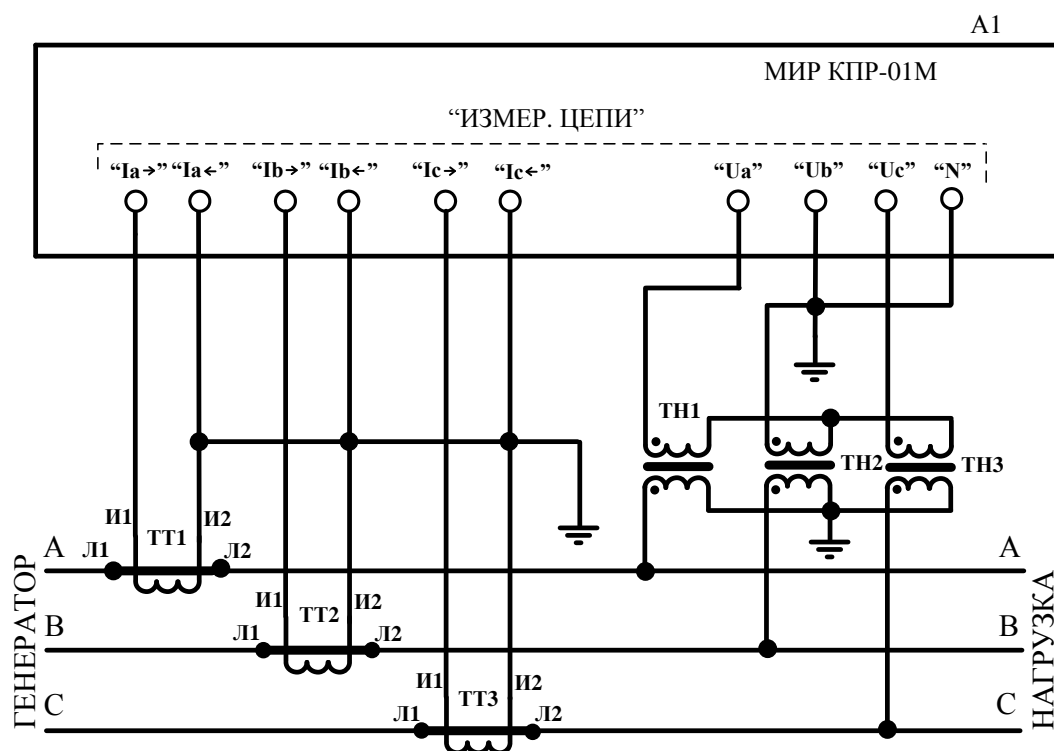 A1
МИР КПР-01М
“ИЗМЕР. ЦЕПИ”
“Ia→” “Ia←” “Ib→” “Ib←” “Ic→” “Ic←” “Ua” “Ub” “Uc” “N”
ТН1
ТН2
ТН3
И1 ТТ1 И2
A Л1 Л2 A
И1 ТТ2 И2
B Л1 Л2 B
И1 ТТ3 И2
C Л1 Л2 C
ГЕНЕРАТОР
НАГРУЗКА